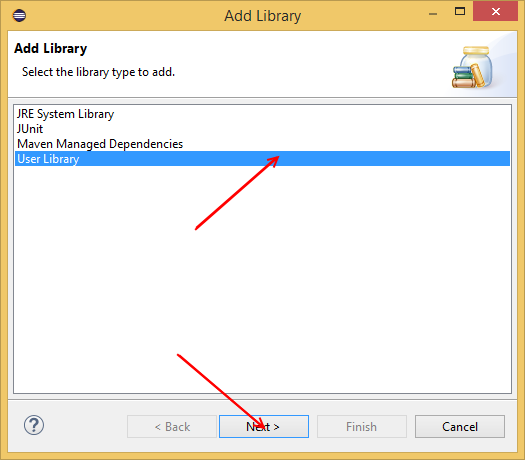 Add Library
Add Library
Select the library type to add.
JRE System Library
JUnit
Maven Managed Dependencies
User Library
?
< Back
Next >
Finish
Cancel